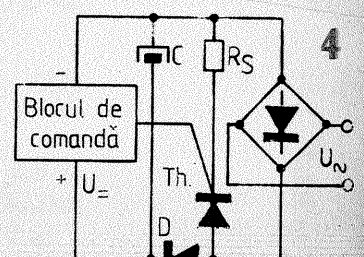 4
C
RS
-
Blocul de
comandă
U~
+ U=
Th.
D